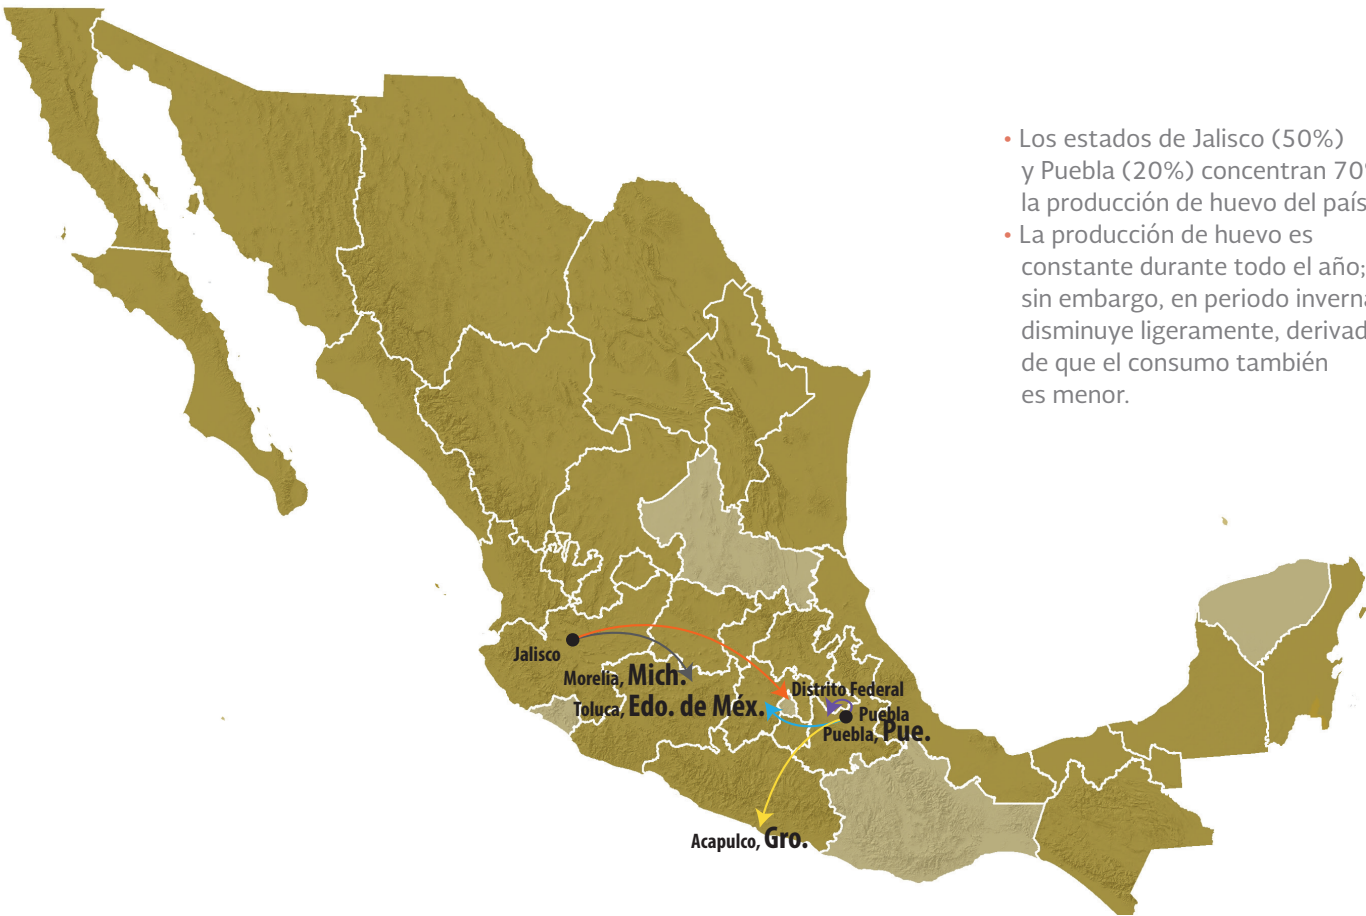 • Los estados de Jalisco (50%)
y Puebla (20%) concentran
la producción de huevo del país
• La producción de huevo es
constante durante todo el año;
sin embargo, en periodo
disminuye ligeramente,
de que el consumo también
es menor.
Jalisco
Morelia, Mich.
Toluca, Edo. de Méx.
Distrito Federal
Puebla
Puebla, Pue.
Acapulco, Gro.